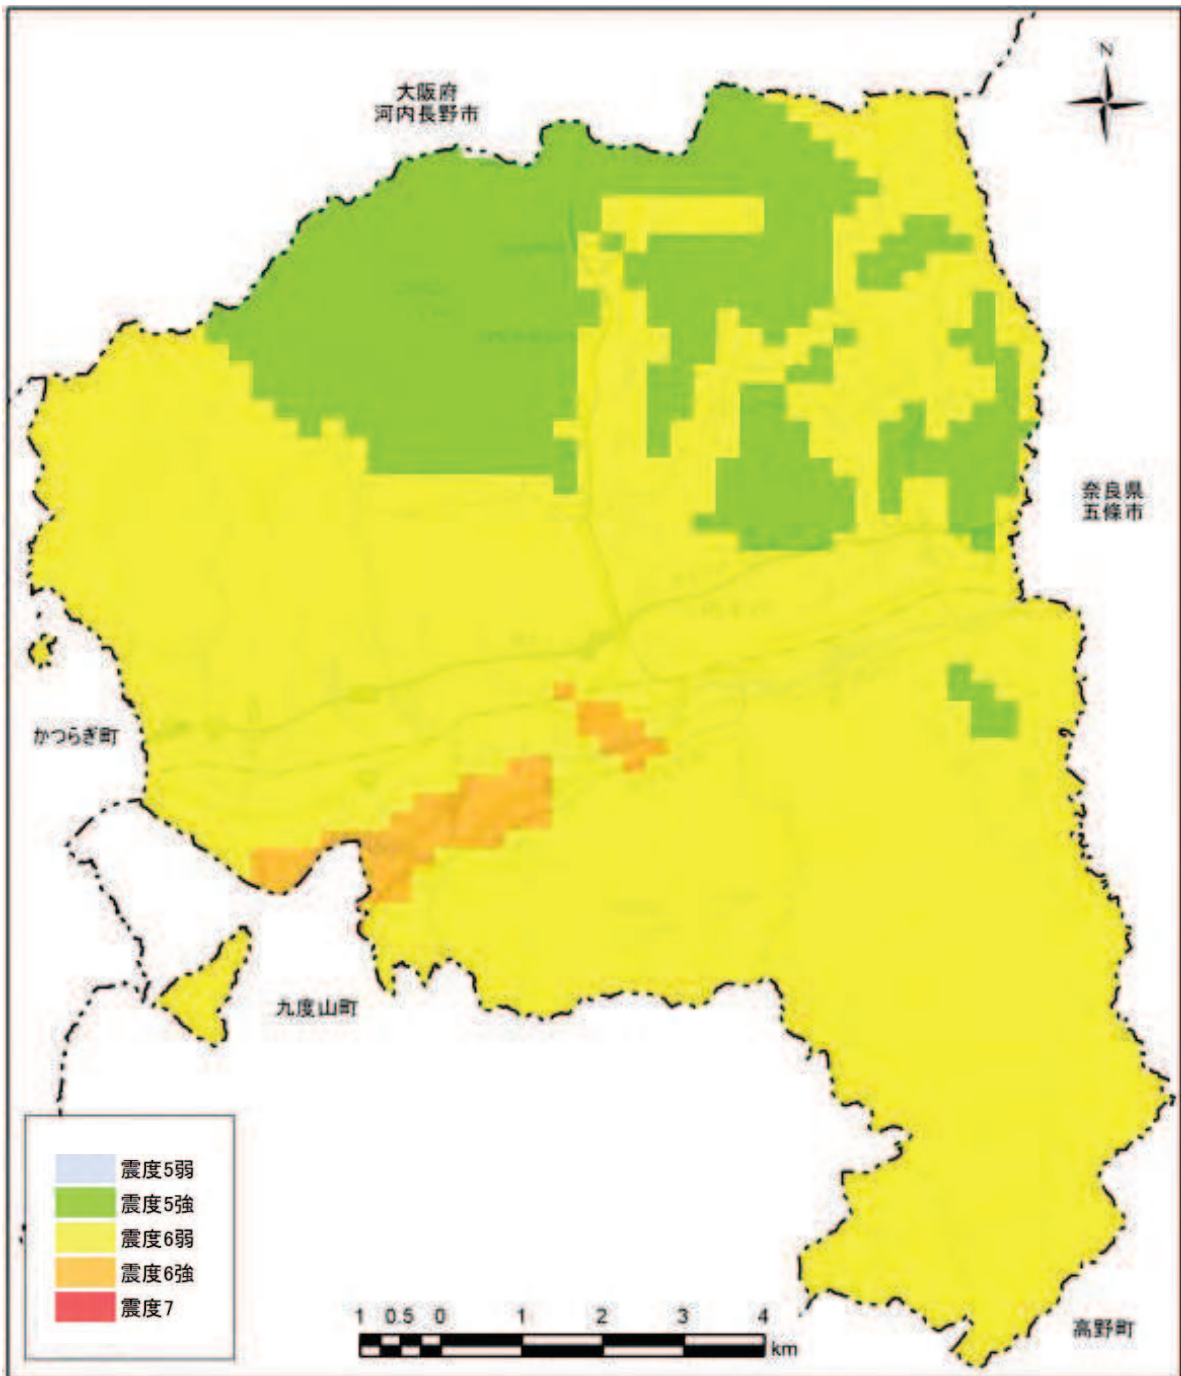 N
大阪府
河内長野市
奈良県
五條市
かつらぎ町
九度山町
震度5弱
震度5強
震度6弱
震度6強
震度7
1 0.5 0 1 2 3 4
km
高野町